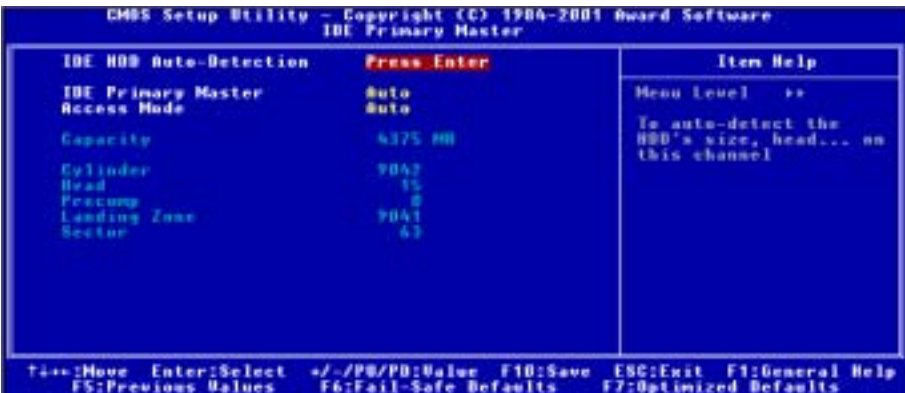 CMOS Setup Utility - Copyright (C) 1984-2001 Award Software
IDE Primary Master
IDE HDD Auto-Detection Press Enter
IDE Primary Master Auto
Access Mode Auto
Capacity 4375 MB
Cylinder 9042
Head 15
Precomp 0
Landing Zone 9041
Sector 63
Item Help
Menu Level ►►
To auto-detect the
HDD's size, head... on
this channel
↑↓→←:Move Enter:Select +/-/PU/PD:Value F10:Save ESC:Exit F1:General Help
F5:Previous Values F6:Fail-Safe Defaults F7:Optimized Defaults